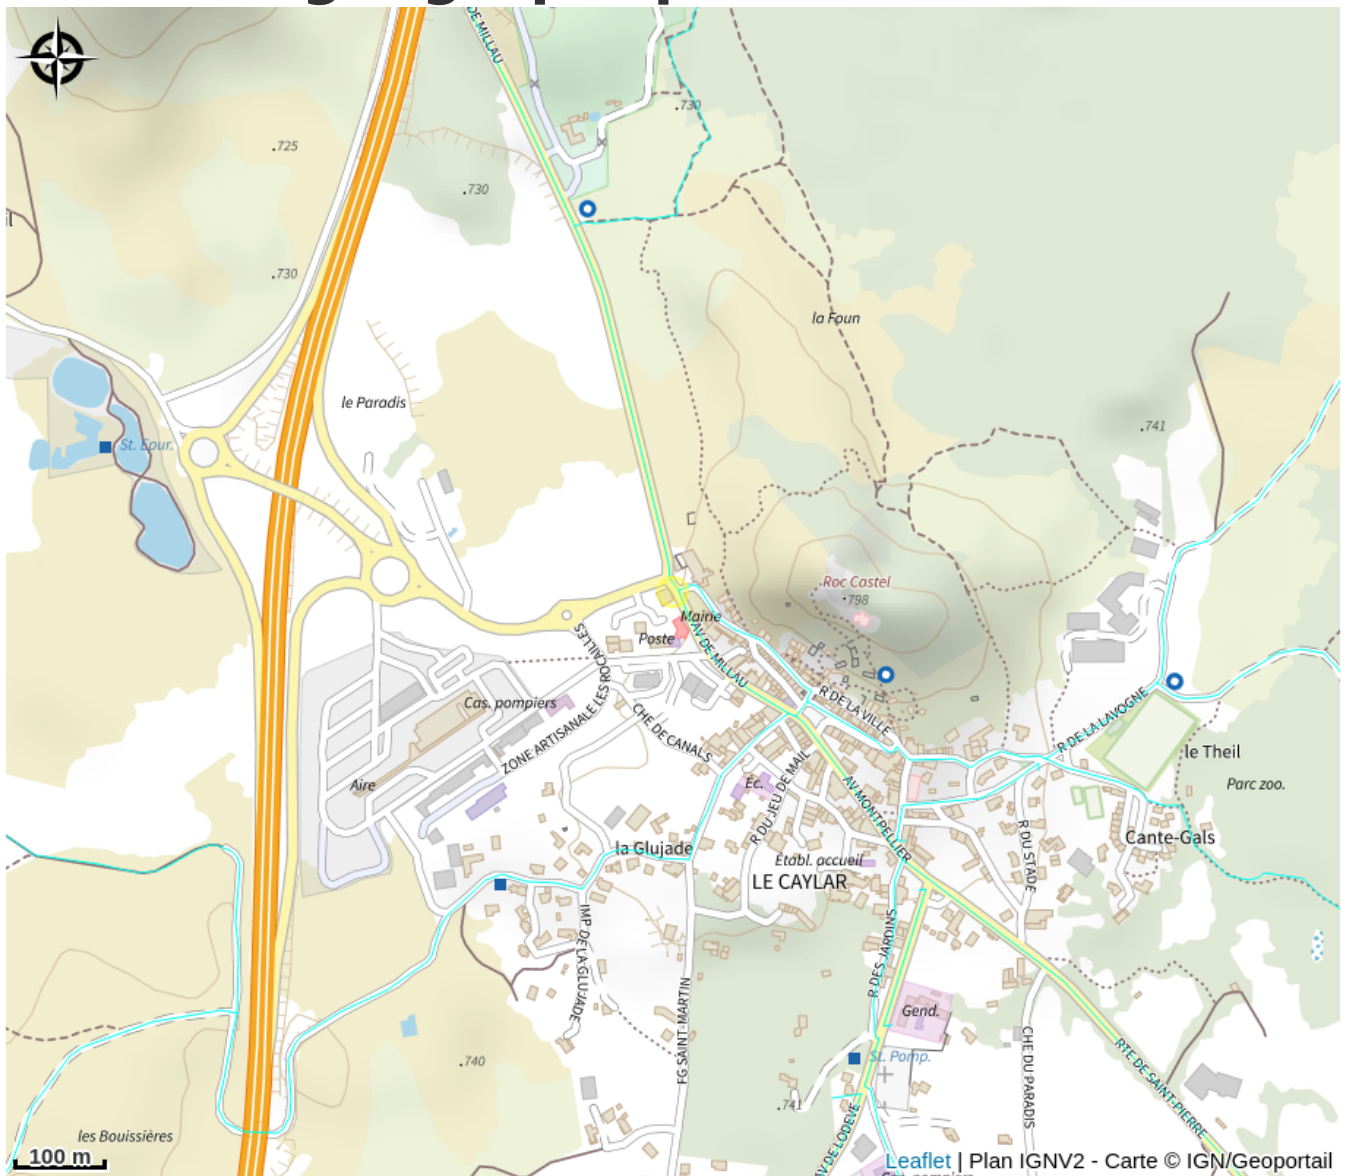 DE MILLAU
.730
.725
.730
.730
la Foun
le Paradis
.741
St. Epur.
Roc Castel
.798
Mairie
Poste
AV DE MILLAU
R DE LA VILLE
Cas. pompiers
ZONE ARTISANALE LES ROCAILLES
CHE DE CANALS
R DE LA LAVOGNE
le Theil
Parc zoo.
Aire
Éc.
R DU JEU DE MAIL
AV MONTPELLIER
la Glujade
Établ. accueil
LE CAYLAR
R DU STADE
Cante-Gals
IMP DE LA GLUJADE
R DES JARDINS
FG SAINT-MARTIN
Gend.
St. Pomp.
CHE DU PARADIS
RTE DE SAINT-PIERRE
.740
.741
AV DE LODEVE
les Bouissières
100 m
Leaflet | Plan IGNV2 - Carte © IGN/Geoportail